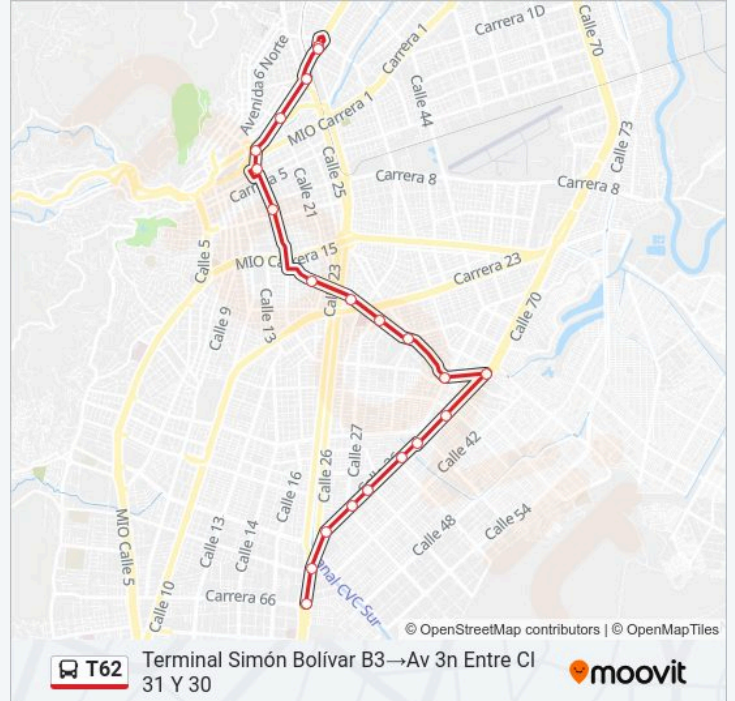 Carrera 1D
Calle 70
Carrera 1
Avenida 6 Norte
Calle 44
MIO Carrera 1
Calle 73
Calle 25
Carrera 8
Carrera 8
Carrera 5
Calle 21
Calle 5
MIO Carrera 15
Carrera 23
Calle 23
Calle 13
Calle 9
Calle 70
Calle 27
Calle 42
Calle 26
Calle 16
MIO Calle 5
Calle 13
Calle 14
Calle 48
Calle 54
Calle 10
Carrera 66
Canal CVC Sur
© OpenStreetMap contributors | © OpenMapTiles
T62
Terminal Simón Bolívar B3→Av 3n Entre Cl
31 Y 30
moovit